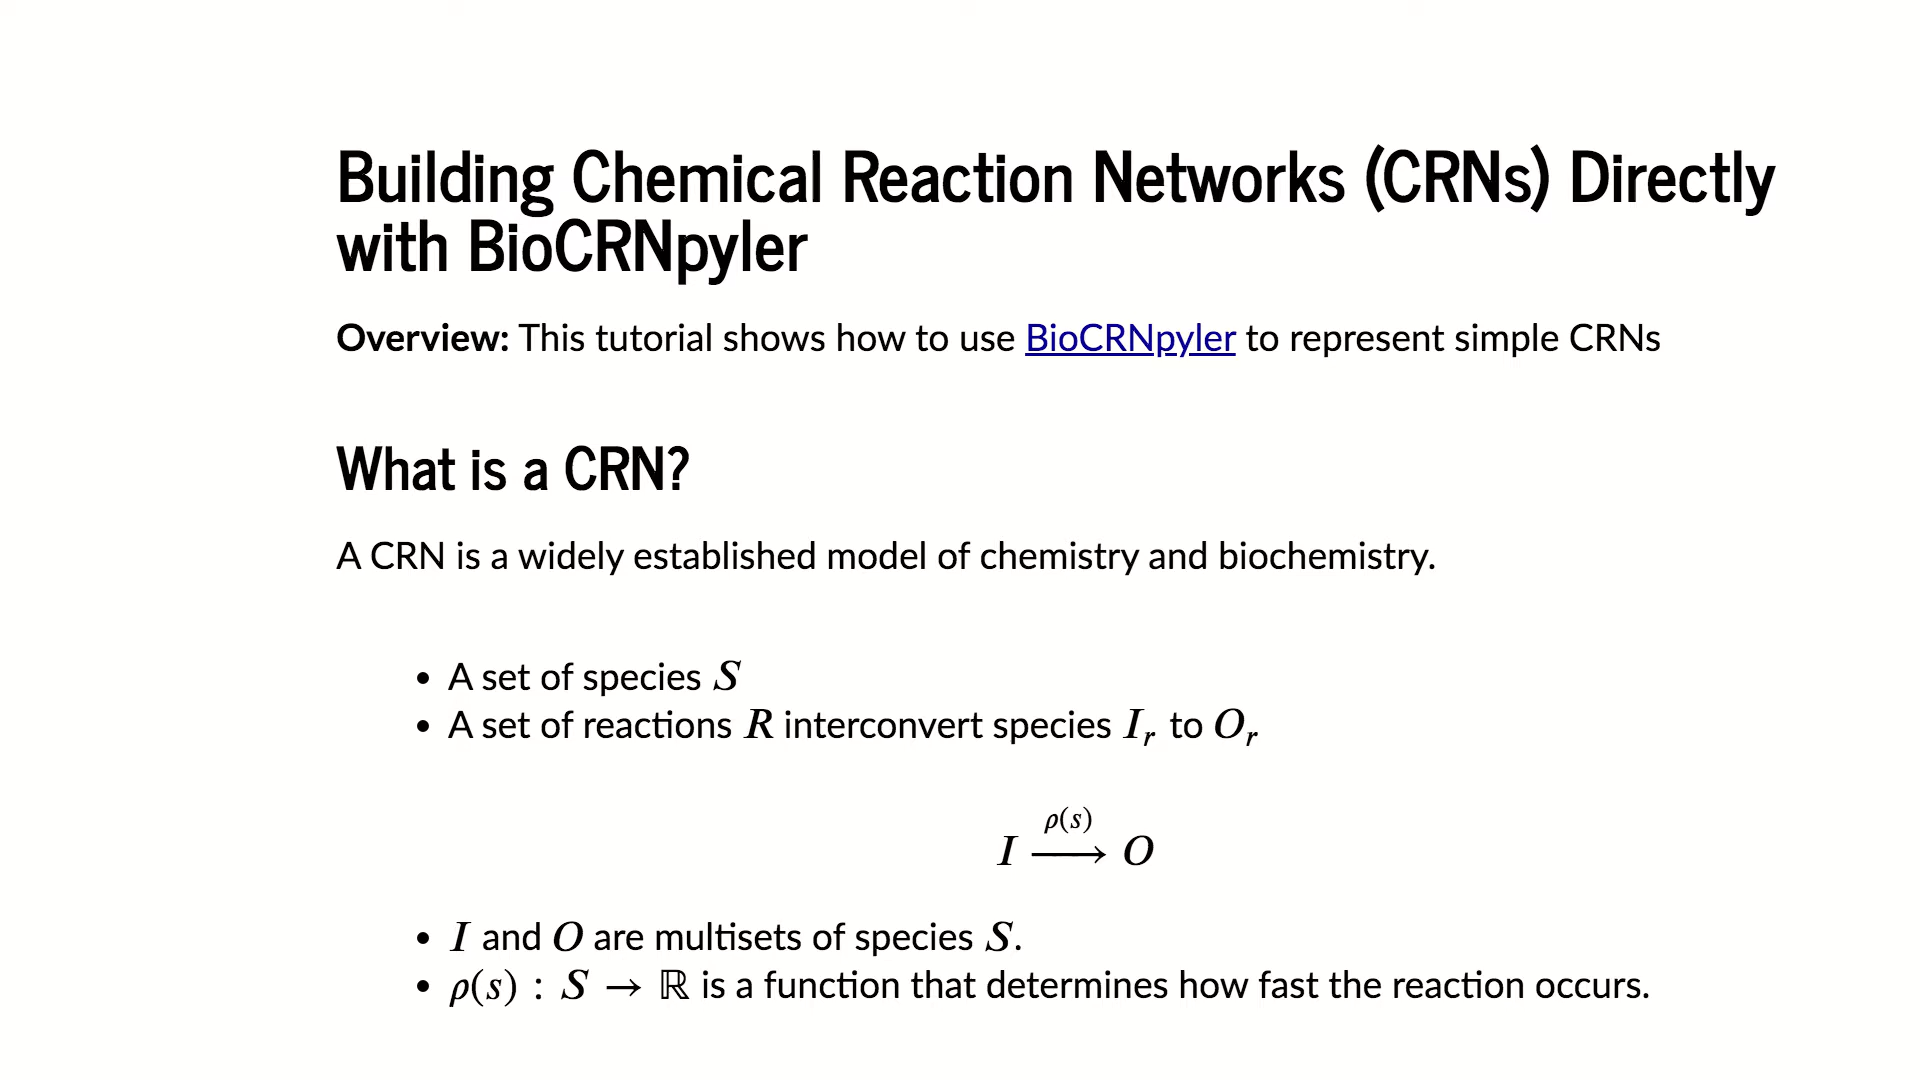 Building Chemical Reaction Networks (CRNs) Directly
with BioCRNpyler
Overview: This tutorial shows how to use BioCRNpyler to represent simple CRNs
What is a CRN?
A CRN is a widely established model of chemistry and biochemistry.
• A set of species S
• A set of reactions R interconvert species I_r to O_r
ρ(s)
I ⟶ O
• I and O are multisets of species S.
• ρ(s) : S → ℝ is a function that determines how fast the reaction occurs.